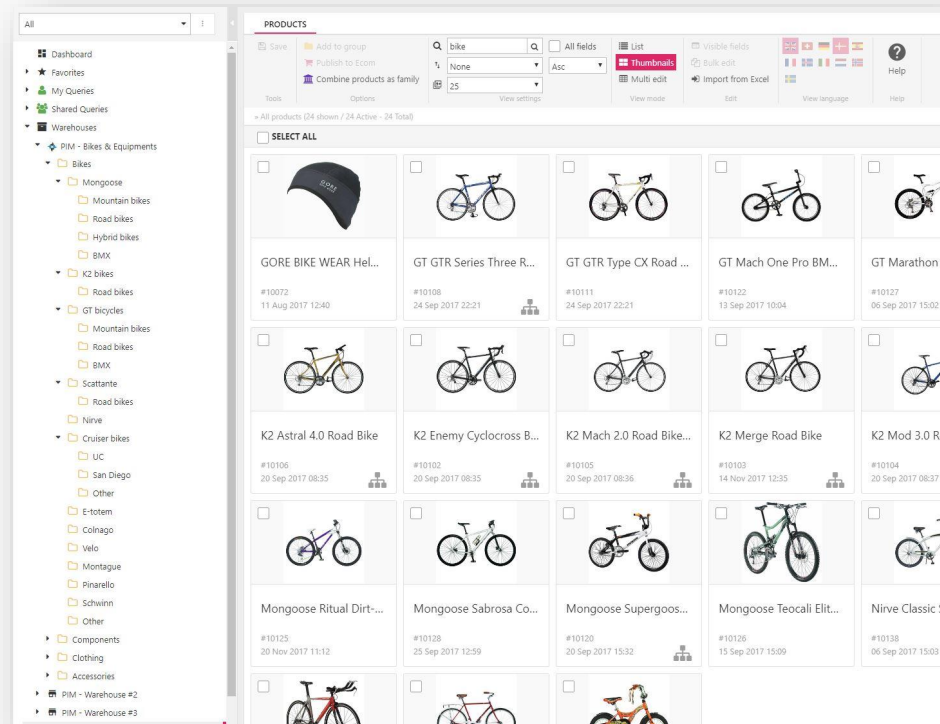 All
Dashboard
Favorites
My Queries
Shared Queries
Warehouses
PIM - Bikes & Equipments
Bikes
Mongoose
Mountain bikes
Road bikes
Hybrid bikes
BMX
K2 bikes
Road bikes
GT bicycles
Mountain bikes
Road bikes
BMX
Scattante
Road bikes
Nirve
Cruiser bikes
UC
San Diego
Other
E-totem
Colnago
Velo
Montague
Pinarello
Schwinn
Other
Components
Clothing
Accessories
PIM - Warehouse #2
PIM - Warehouse #3
PRODUCTS
Save
Tools
Add to group
Publish to Ecom
Combine products as family
Options
bike
All fields
None
Asc
25
View settings
List
Thumbnails
Multi edit
View mode
Visible fields
Bulk edit
Import from Excel
Edit
View language
Help
Help
» All products (24 shown / 24 Active - 24 Total)
SELECT ALL
GORE
GORE BIKE WEAR Hel...
#10072
11 Aug 2017 12:40
GT GTR Series Three R...
#10108
24 Sep 2017 22:21
GT GTR Type CX Road ...
#10111
24 Sep 2017 22:21
GT Mach One Pro BM...
#10122
13 Sep 2017 10:04
GT Marathon
#10127
06 Sep 2017 15:02
K2 Astral 4.0 Road Bike
#10106
20 Sep 2017 08:35
K2 Enemy Cyclocross B...
#10102
20 Sep 2017 08:35
K2 Mach 2.0 Road Bike...
#10105
20 Sep 2017 08:36
K2 Merge Road Bike
#10103
14 Nov 2017 12:35
K2 Mod 3.0 R
#10104
20 Sep 2017 08:37
Mongoose Ritual Dirt-...
#10125
20 Nov 2017 11:12
Mongoose Sabrosa Co...
#10128
25 Sep 2017 12:59
Mongoose Supergoos...
#10120
20 Sep 2017 15:32
Mongoose Teocali Elit...
#10126
15 Sep 2017 15:09
Nirve Classic
#10138
06 Sep 2017 15:03